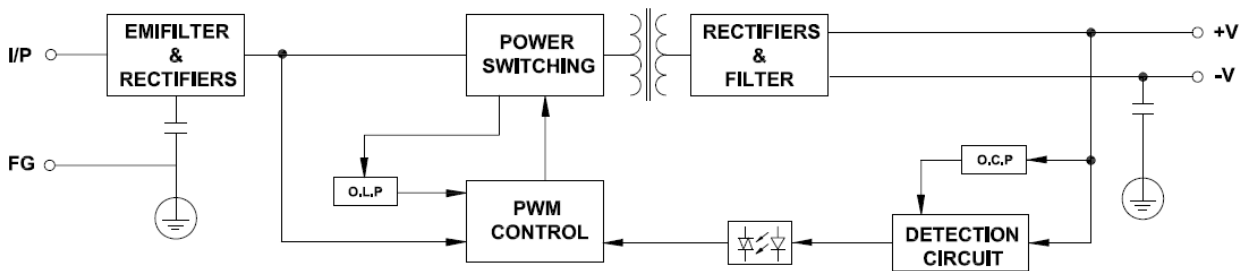 I/P
EMIFILTER
&
RECTIFIERS
POWER
SWITCHING
RECTIFIERS
&
FILTER
+V
-V
FG
O.L.P
PWM
CONTROL
O.C.P
DETECTION
CIRCUIT